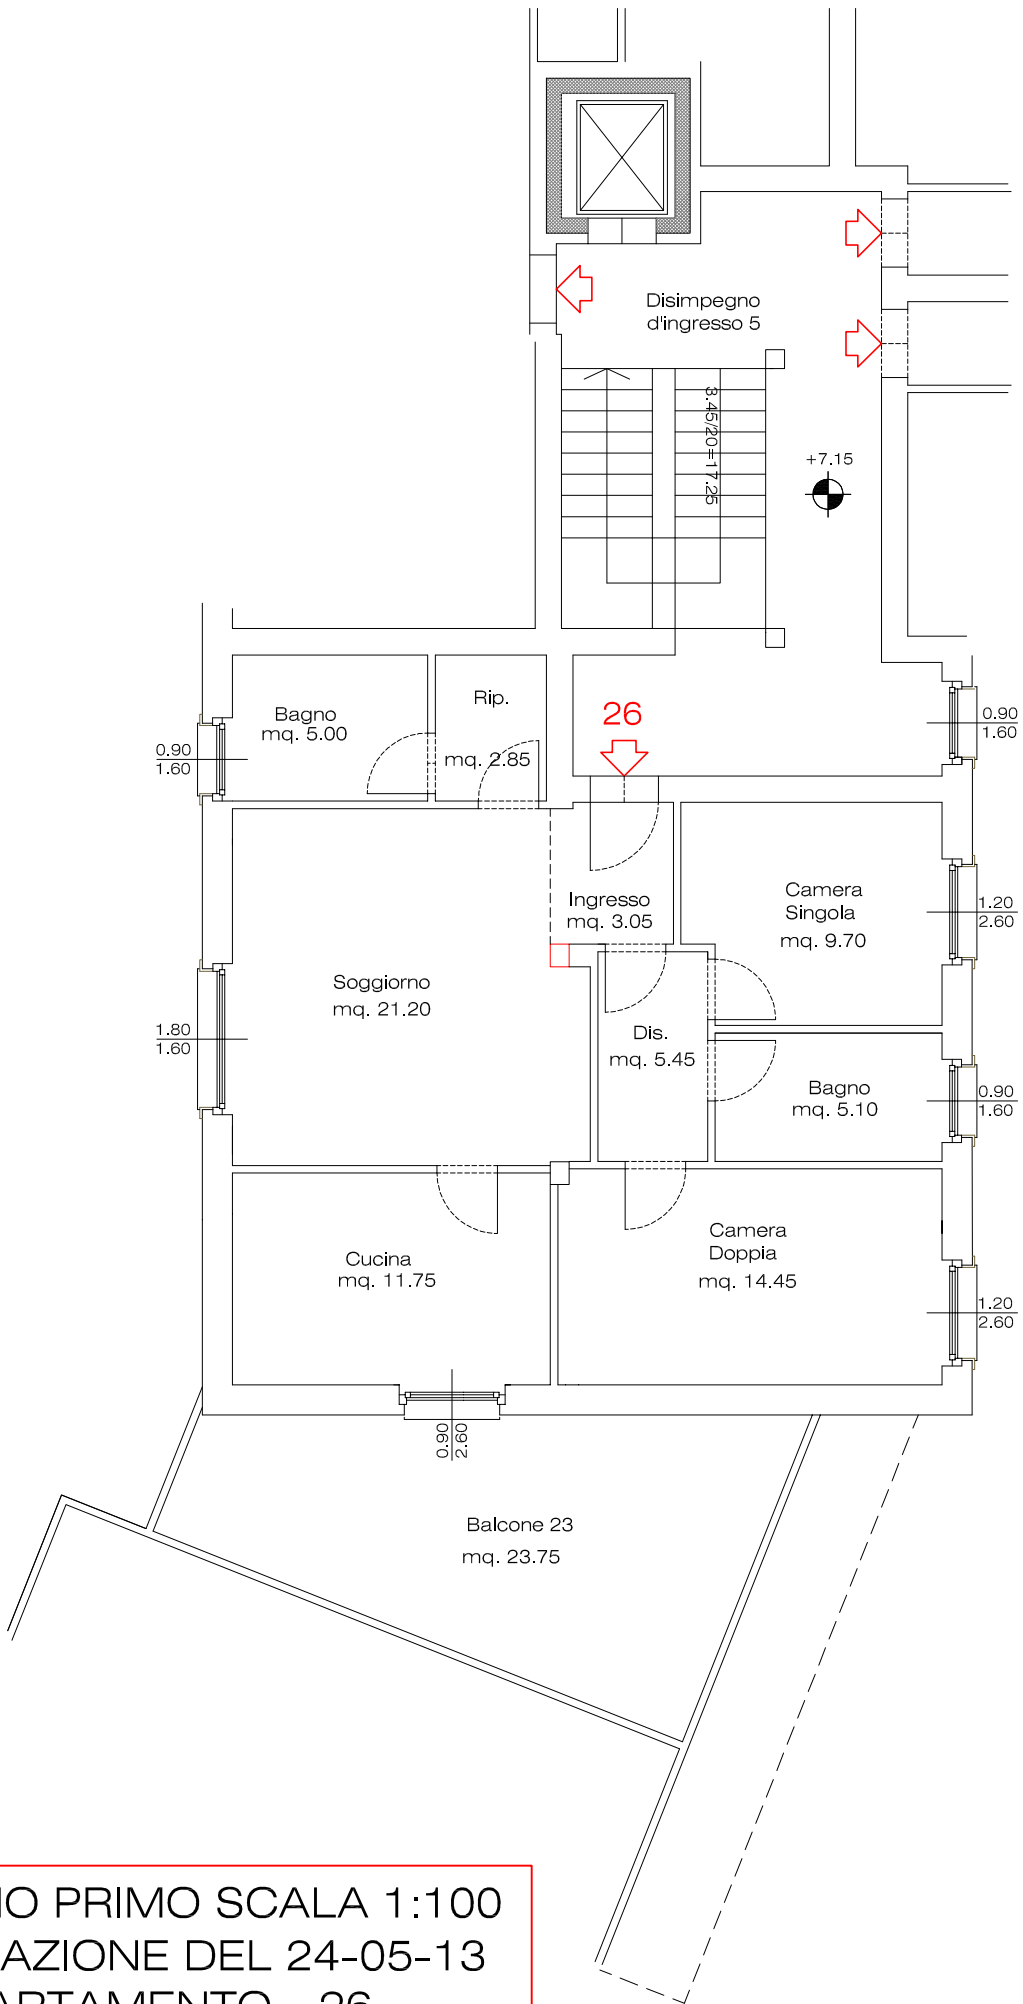 Disimpegno
d'ingresso 5
3.45/20=17.25
+7.15
Bagno
mq. 5.00
Rip.
mq. 2.85
26
0.90
1.60
0.90
1.60
Ingresso
mq. 3.05
Camera
Singola
mq. 9.70
1.20
2.60
Soggiorno
mq. 21.20
1.80
1.60
Dis.
mq. 5.45
Bagno
mq. 5.10
0.90
1.60
Cucina
mq. 11.75
Camera
Doppia
mq. 14.45
1.20
2.60
0.90
2.60
Balcone 23
mq. 23.75
PRIMO SCALA 1:100
DEL 24-05-13